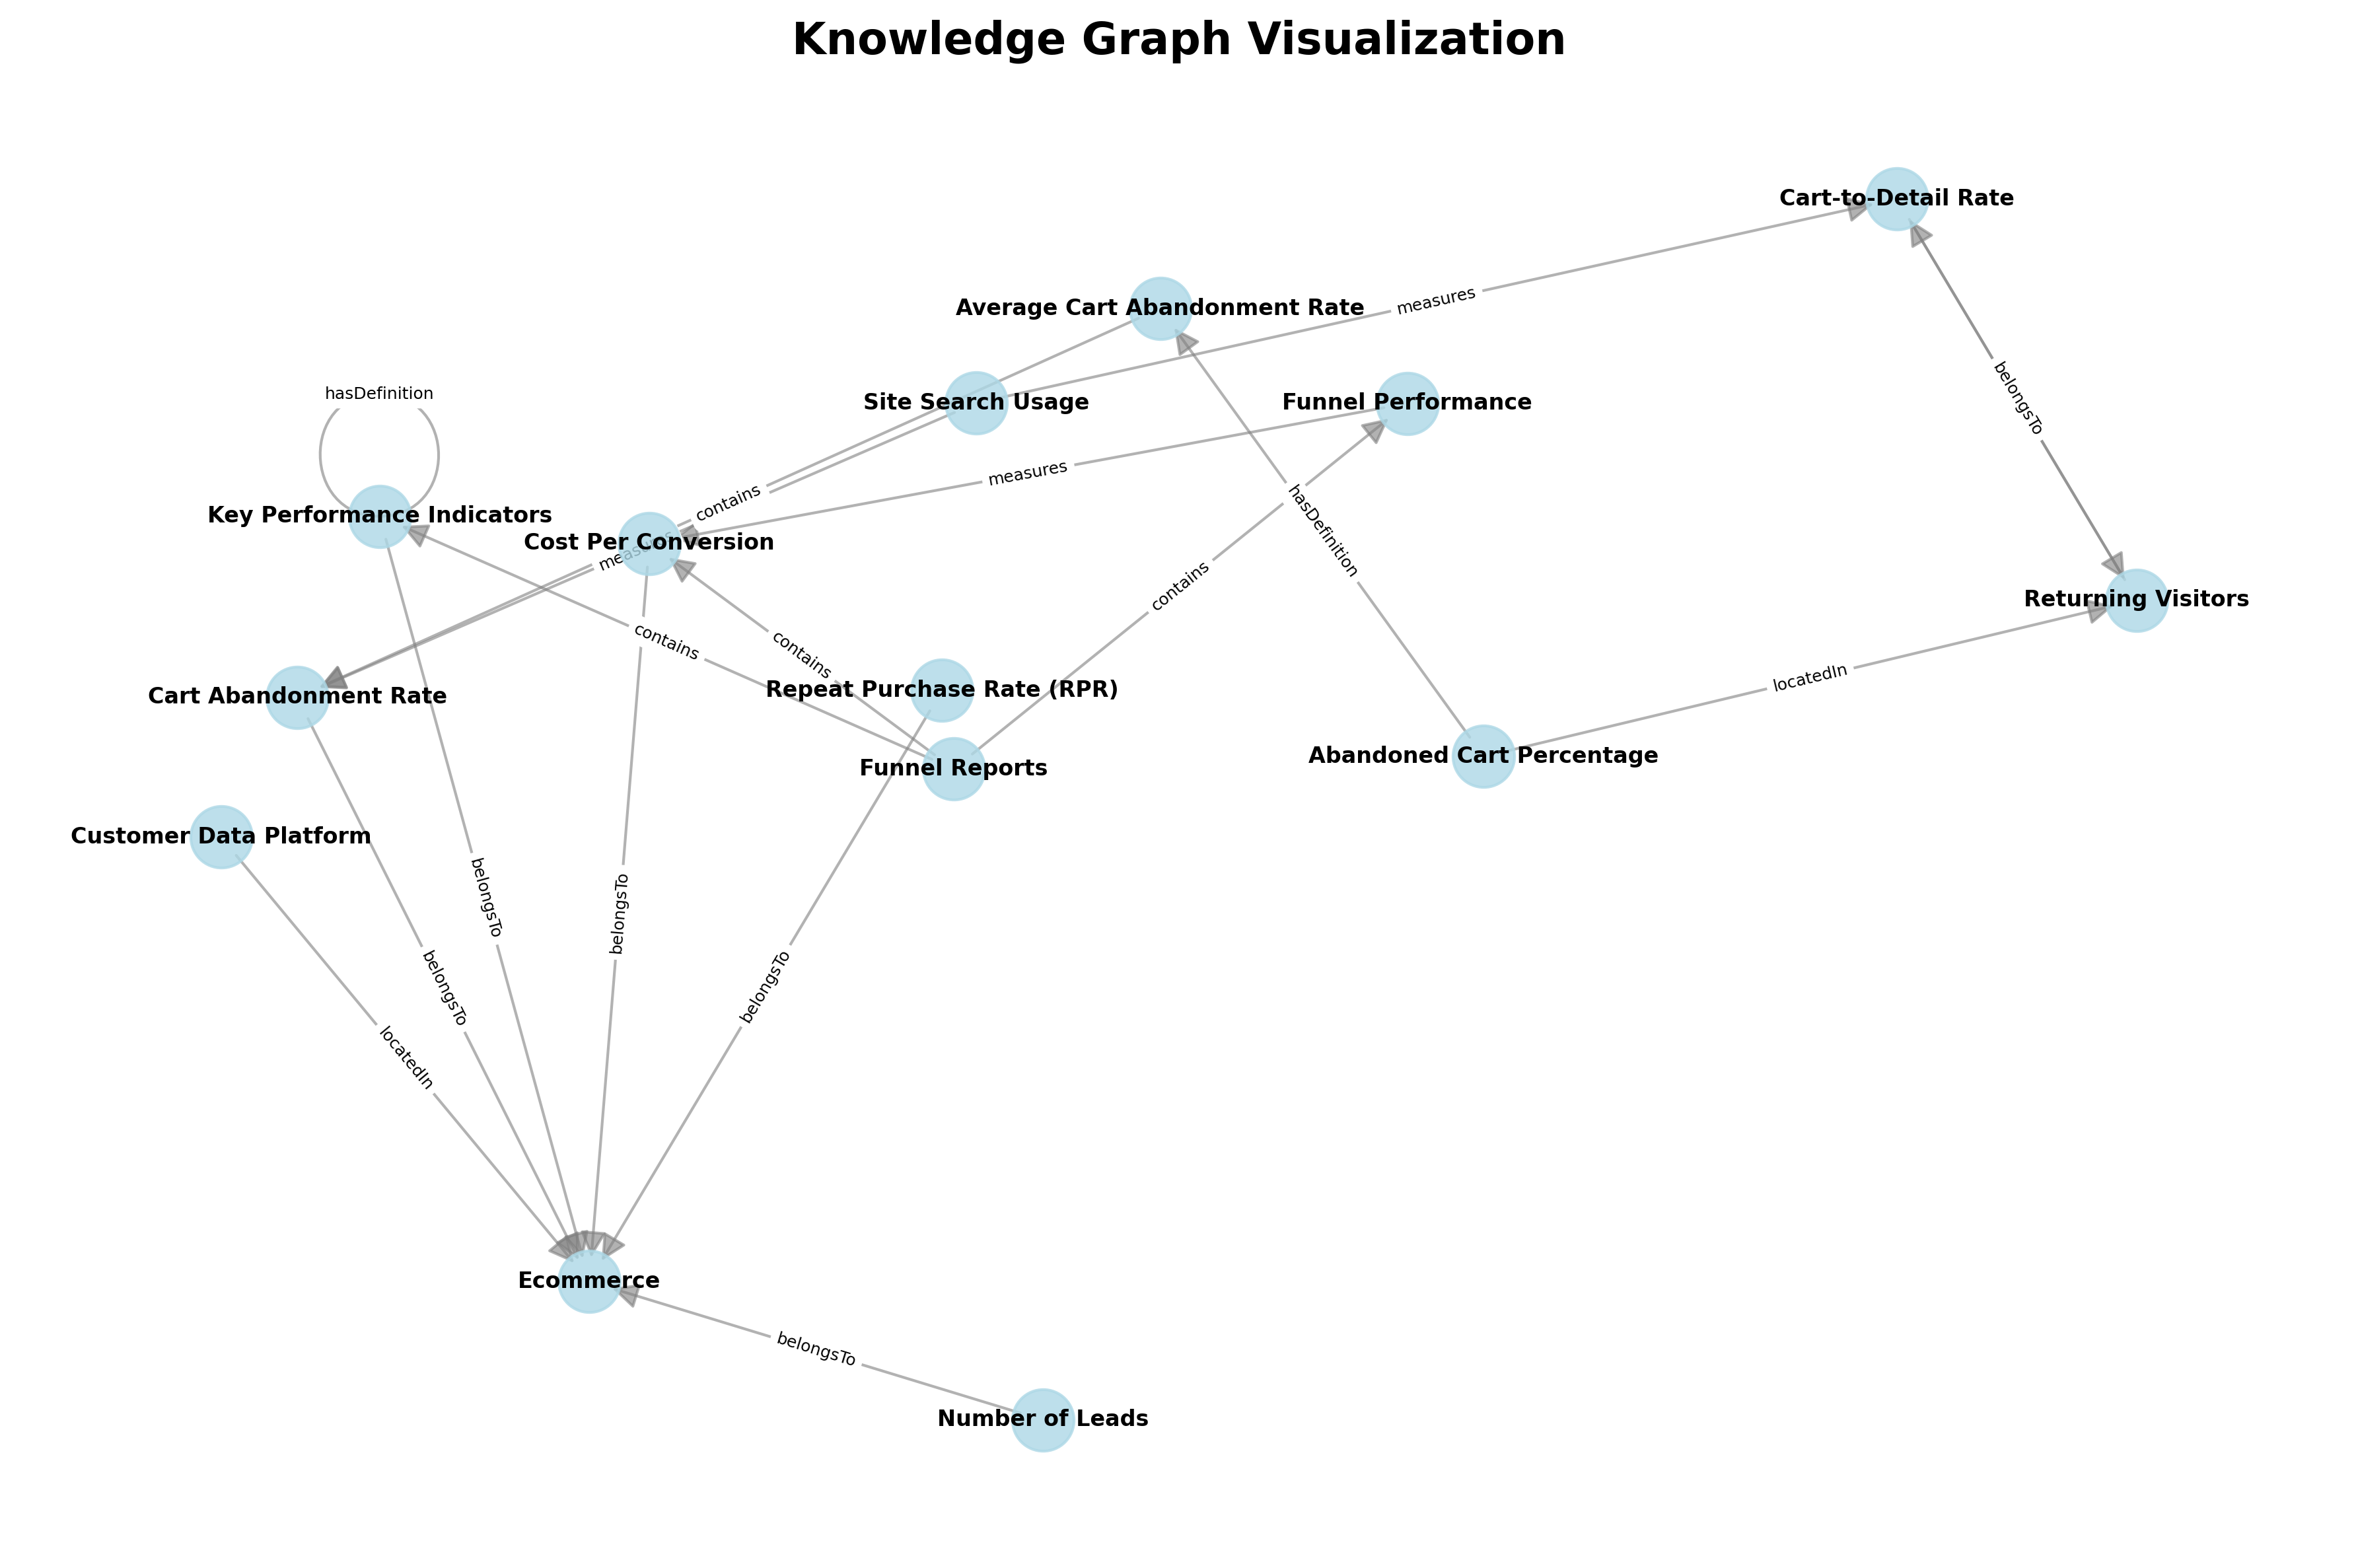 Knowledge Graph Visualization
Cart-to-Detail Rate
measures
Average Cart Abandonment Rate
belongsTo
hasDefinition
Site Search Usage
Funnel Performance
measures
contains
hasDefinition
Key Performance Indicators
Cost Per Conversion
measures
contains
Returning Visitors
contains
contains
locatedIn
Cart Abandonment Rate
Repeat Purchase Rate (RPR)
Funnel Reports
Abandoned Cart Percentage
Customer Data Platform
belongsTo
belongsTo
belongsTo
belongsTo
locatedIn
Ecommerce
belongsTo
Number of Leads